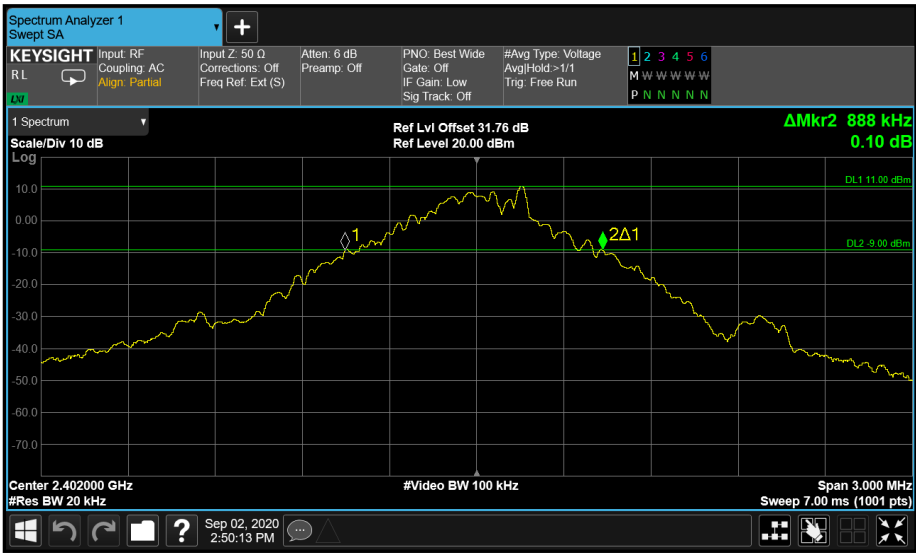 Spectrum Analyzer 1
Swept SA
KEYSIGHT
RL
LXI
Input: RF
Coupling: AC
Align: Partial
Input Z: 50 Ω
Corrections: Off
Freq Ref: Ext (S)
Atten: 6 dB
Preamp: Off
PNO: Best Wide
Gate: Off
IF Gain: Low
Sig Track: Off
#Avg Type: Voltage
Avg|Hold:>1/1
Trig: Free Run
1 2 3 4 5 6
M W W W W W
P N N N N N
1 Spectrum
Scale/Div 10 dB
Log
Ref Lvl Offset 31.76 dB
Ref Level 20.00 dBm
ΔMkr2 888 kHz
0.10 dB
DL1 11.00 dBm
10.0
0.00
1
2Δ1
DL2 -9.00 dBm
-10.0
-20.0
-30.0
-40.0
-50.0
-60.0
-70.0
Center 2.402000 GHz
#Video BW 100 kHz
Span 3.000 MHz
#Res BW 20 kHz
Sweep 7.00 ms (1001 pts)
?
Sep 02, 2020
2:50:13 PM